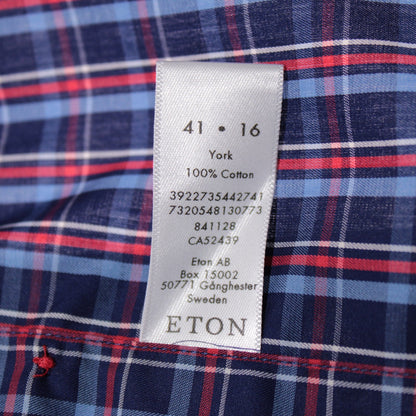 41 • 16
York
100% Cotton
3922735442741
7320548130773
841128
CA52439
Eton AB
Box 15002
50771 Gånghester
Sweden
ETON